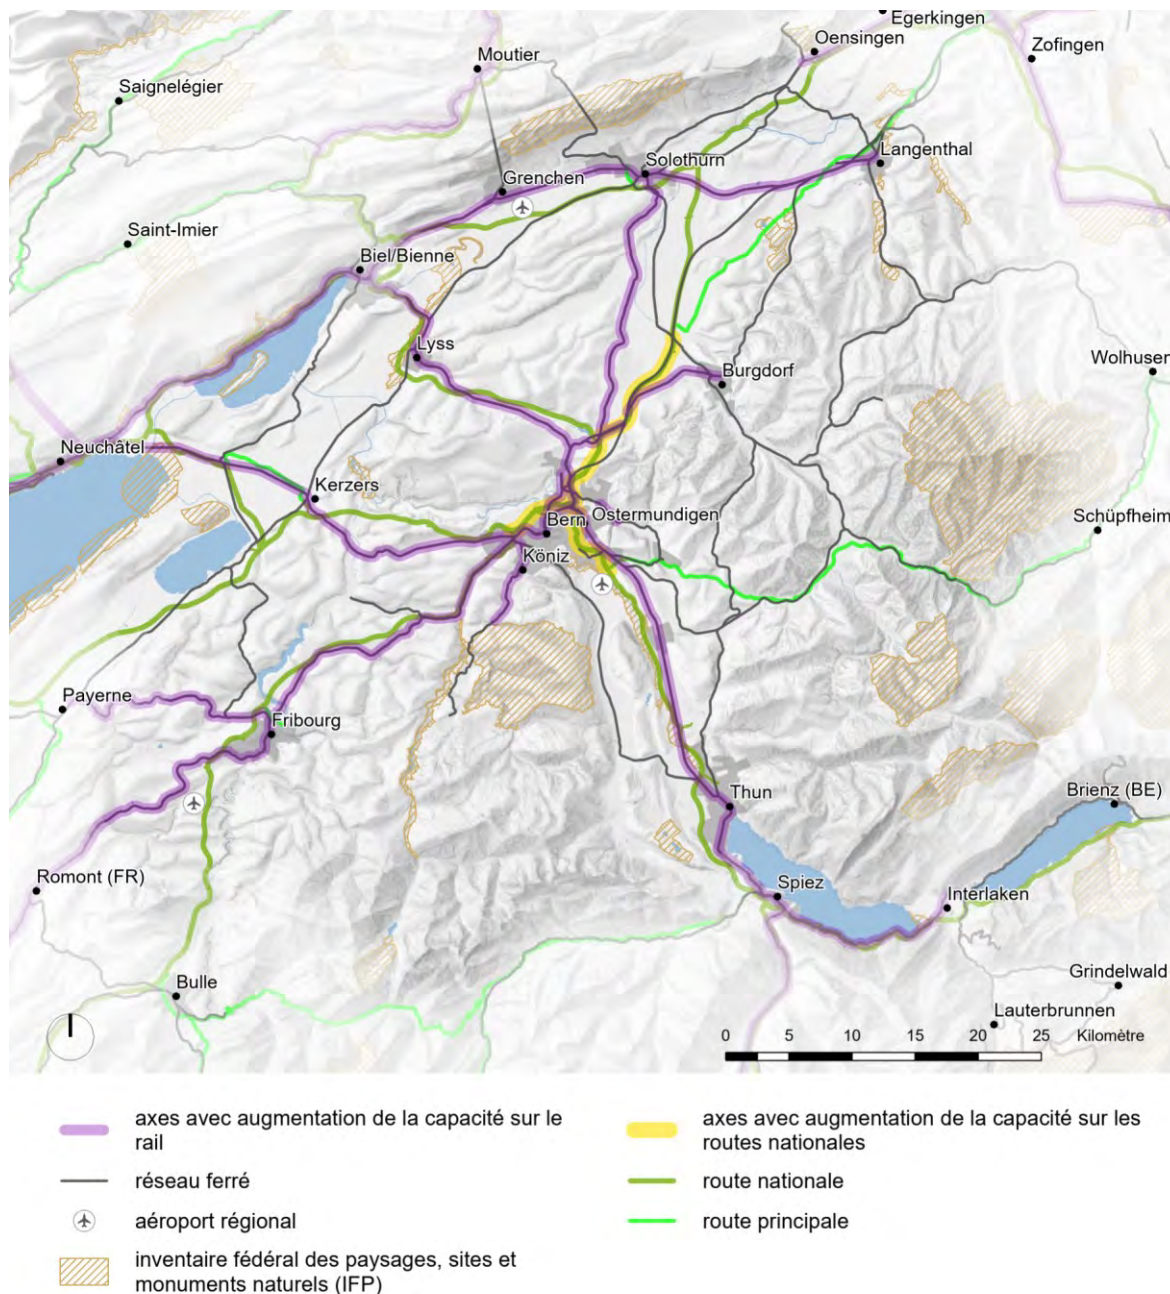 Egerkingen
Oensingen
Zofingen
Moutier
Saignelégier
Solothurn
Langenthal
Grenchen
Saint-Imier
Biel/Bienne
Lyss
Wolhusen
Burgdorf
Neuchâtel
Kerzers
Ostermundigen
Bern
Schüpfheim
Köniz
Payerne
Fribourg
Thun
Brienz (BE)
Romont (FR)
Spiez
Interlaken
Bulle
Grindelwald
Lauterbrunnen
0 5 10 15 20 25 Kilomètre
axes avec augmentation de la capacité sur le
rail
réseau ferré
aéroport régional
inventaire fédéral des paysages, sites et
monuments naturels (IFP)
axes avec augmentation de la capacité sur les
routes nationales
route nationale
route principale